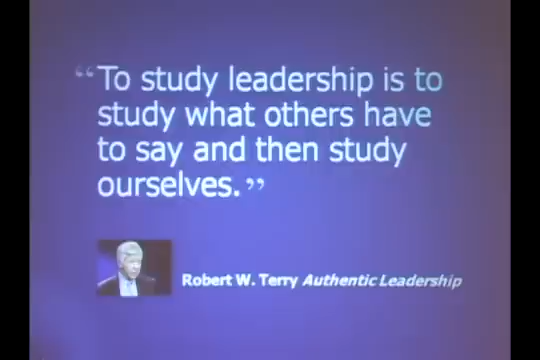 “To study leadership is to
study what others have
to say and then study
ourselves.”
Robert W. Terry Authentic Leadership